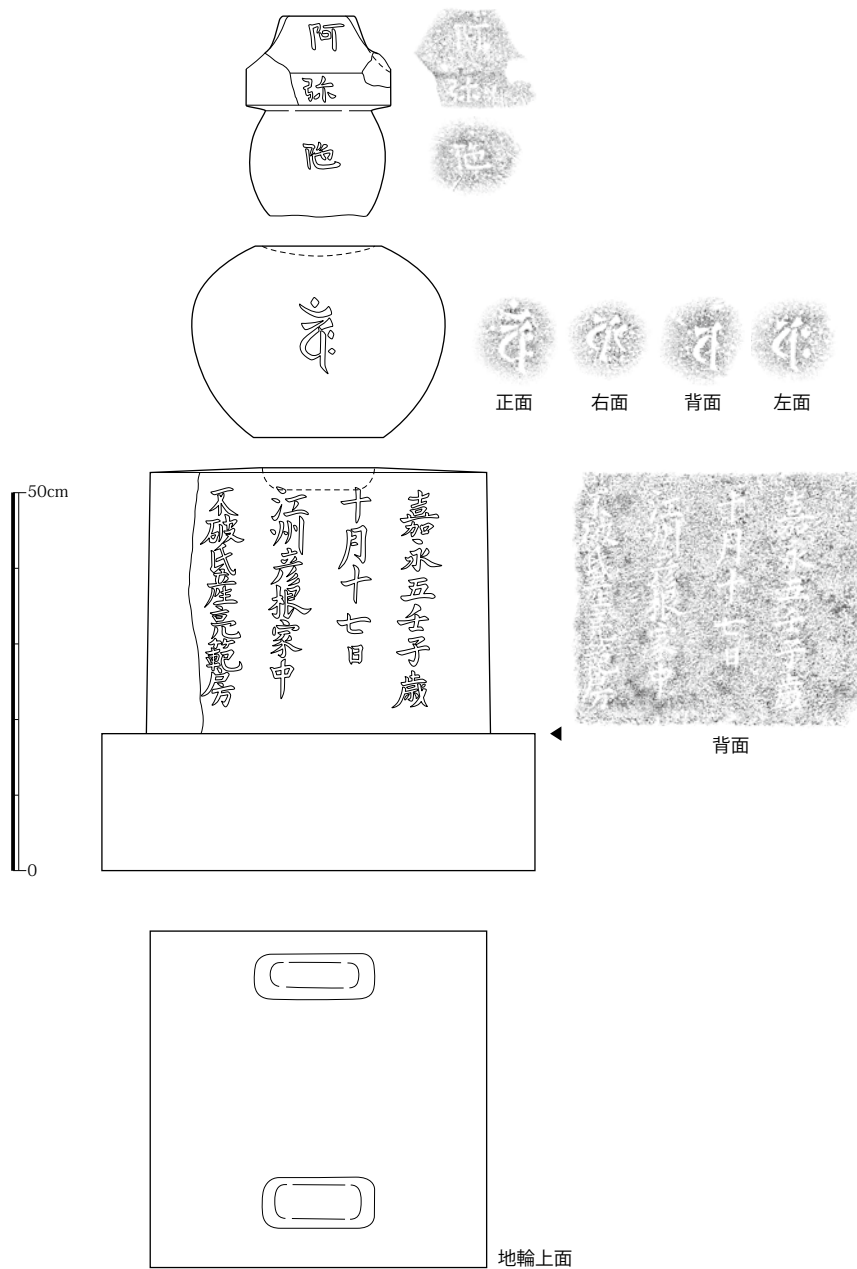 阿
弥
陁
正面
右面
背面
左面
50cm
0
嘉永五壬子歳
十月十七日
江州彦根家中
不破氏産亮範房
背面
地輪上面